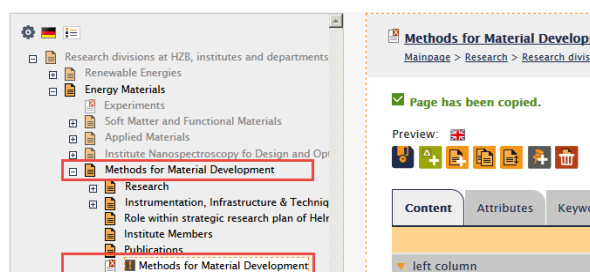 Research divisions at HZB, institutes and departments
Renewable Energies
Energy Materials
Experiments
Soft Matter and Functional Materials
Applied Materials
Institute Nanospectroscopy fo Design and Opt
Methods for Material Development
Research
Instrumentation, Infrastructure & Techniq
Role within strategic research plan of Helm
Institute Members
Publications
Methods for Material Development
Methods for Material Develop
Mainpage > Research > Research divis
Page has been copied.
Preview:
Content Attributes Keywo
left column